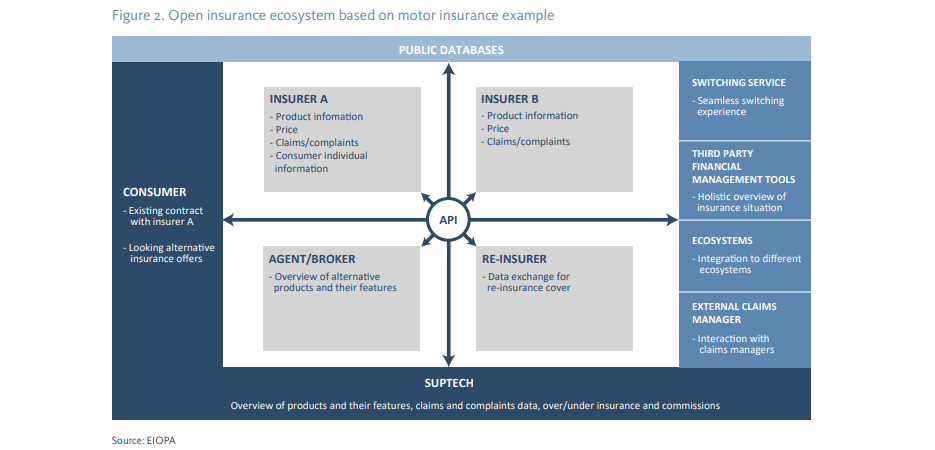 Figure 2. Open insurance ecosystem based on motor insurance example
PUBLIC DATABASES
CONSUMER
- Existing contract
with insurer A
- Looking alternative
insurance offers
INSURER A
- Product infomation
- Price
- Claims/complaints
- Consumer individual
information
INSURER B
- Product information
- Price
- Claims/complaints
API
AGENT/BROKER
- Overview of alternative
products and their features
RE-INSURER
- Data exchange for
re-insurance cover
SWITCHING SERVICE
- Seamless switching
experience
THIRD PARTY
FINANCIAL
MANAGEMENT TOOLS
- Holistic overview of
insurance situation
ECOSYSTEMS
- Integration to different
ecosystems
EXTERNAL CLAIMS
MANAGER
- Interaction with
claims managers
SUPTECH
Overview of products and their features, claims and complaints data, over/under insurance and commissions
Source: EIOPA